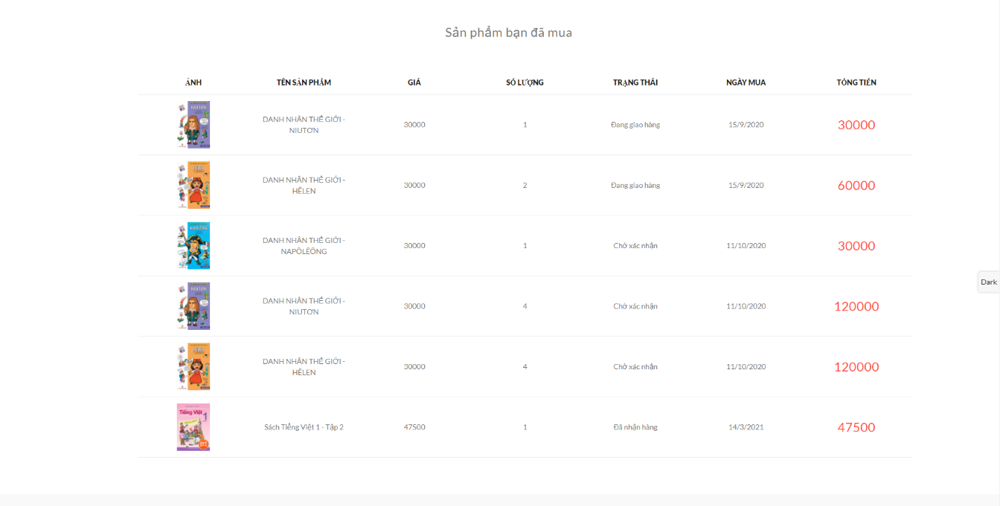 Sản phẩm bạn đã mua
ẢNH TÊN SẢN PHẨM GIÁ SỐ LƯỢNG TRẠNG THÁI NGÀY MUA TỔNG TIỀN
NIUTƠN
DANH NHÂN THẾ GIỚI -
NIUTƠN
30000 1 Đang giao hàng 15/9/2020 30000
DANH NHÂN THẾ GIỚI -
HÊLEN
30000 2 Đang giao hàng 15/9/2020 60000
NAPÔLÊÔNG
DANH NHÂN THẾ GIỚI -
NAPÔLÊÔNG
30000 1 Chờ xác nhận 11/10/2020 30000
Dark
NIUTƠN
DANH NHÂN THẾ GIỚI -
NIUTƠN
30000 4 Chờ xác nhận 11/10/2020 120000
DANH NHÂN THẾ GIỚI -
HÊLEN
30000 4 Chờ xác nhận 11/10/2020 120000
Tiếng Việt 1
Sách Tiếng Việt 1 - Tập 2 47500 1 Đã nhận hàng 14/3/2021 47500